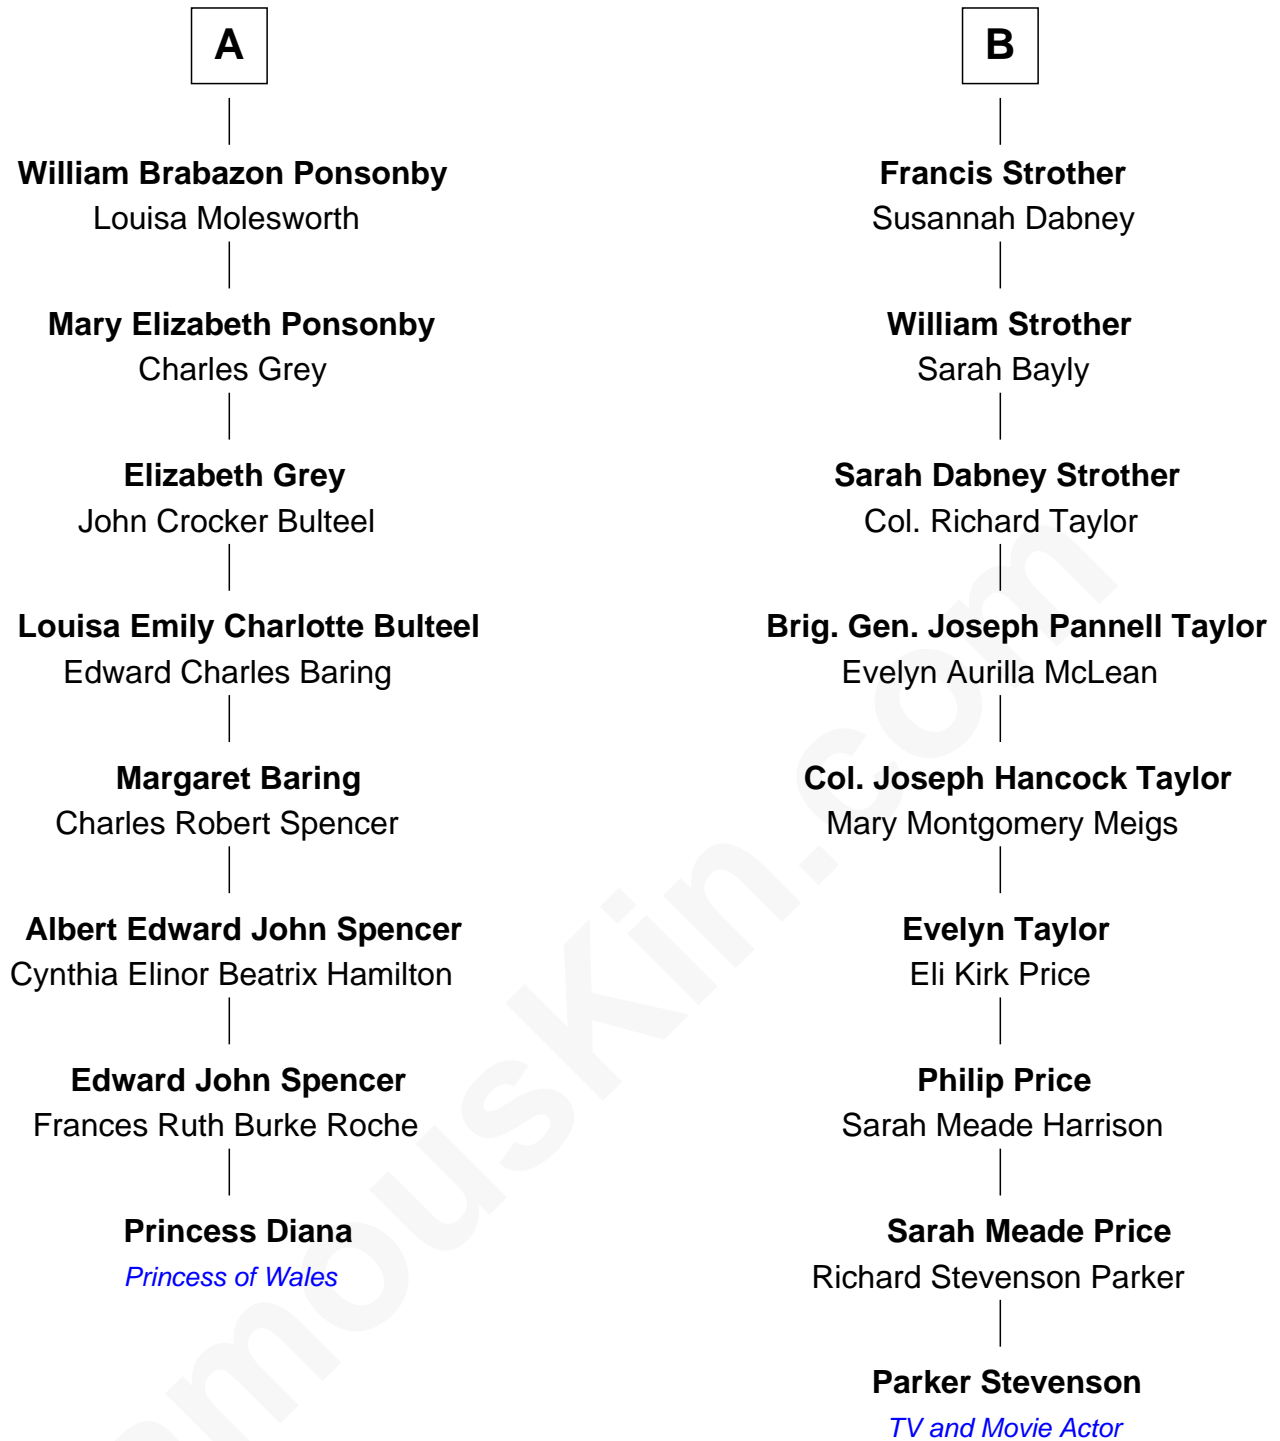 A
William Brabazon Ponsonby
Louisa Molesworth
Mary Elizabeth Ponsonby
Charles Grey
Elizabeth Grey
John Crocker Bulteel
Louisa Emily Charlotte Bulteel
Edward Charles Baring
Margaret Baring
Charles Robert Spencer
Albert Edward John Spencer
Cynthia Elinor Beatrix Hamilton
Edward John Spencer
Frances Ruth Burke Roche
Princess Diana
Princess of Wales
B
Francis Strother
Susannah Dabney
William Strother
Sarah Bayly
Sarah Dabney Strother
Col. Richard Taylor
Brig. Gen. Joseph Pannell Taylor
Evelyn Aurilla McLean
Col. Joseph Hancock Taylor
Mary Montgomery Meigs
Evelyn Taylor
Eli Kirk Price
Philip Price
Sarah Meade Harrison
Sarah Meade Price
Richard Stevenson Parker
Parker Stevenson
TV and Movie Actor
amouskin.com